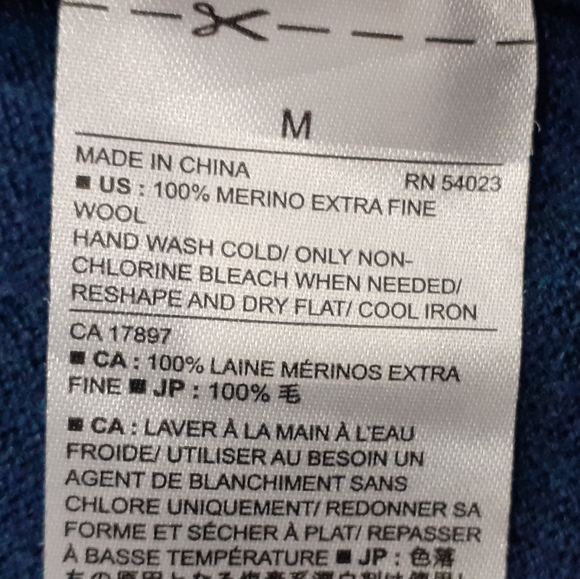 M
MADE IN CHINA RN 54023
■ US : 100% MERINO EXTRA FINE
WOOL
HAND WASH COLD/ ONLY NON-
CHLORINE BLEACH WHEN NEEDED/
RESHAPE AND DRY FLAT/ COOL IRON
CA 17897
■ CA : 100% LAINE MÉRINOS EXTRA
FINE ■ JP : 100% 毛
■ CA : LAVER À LA MAIN À L'EAU
FROIDE/ UTILISER AU BESOIN UN
AGENT DE BLANCHIMENT SANS
CHLORE UNIQUEMENT/ REDONNER SA
FORME ET SÉCHER À PLAT/ REPASSER
À BASSE TEMPÉRATURE ■ JP : 色落